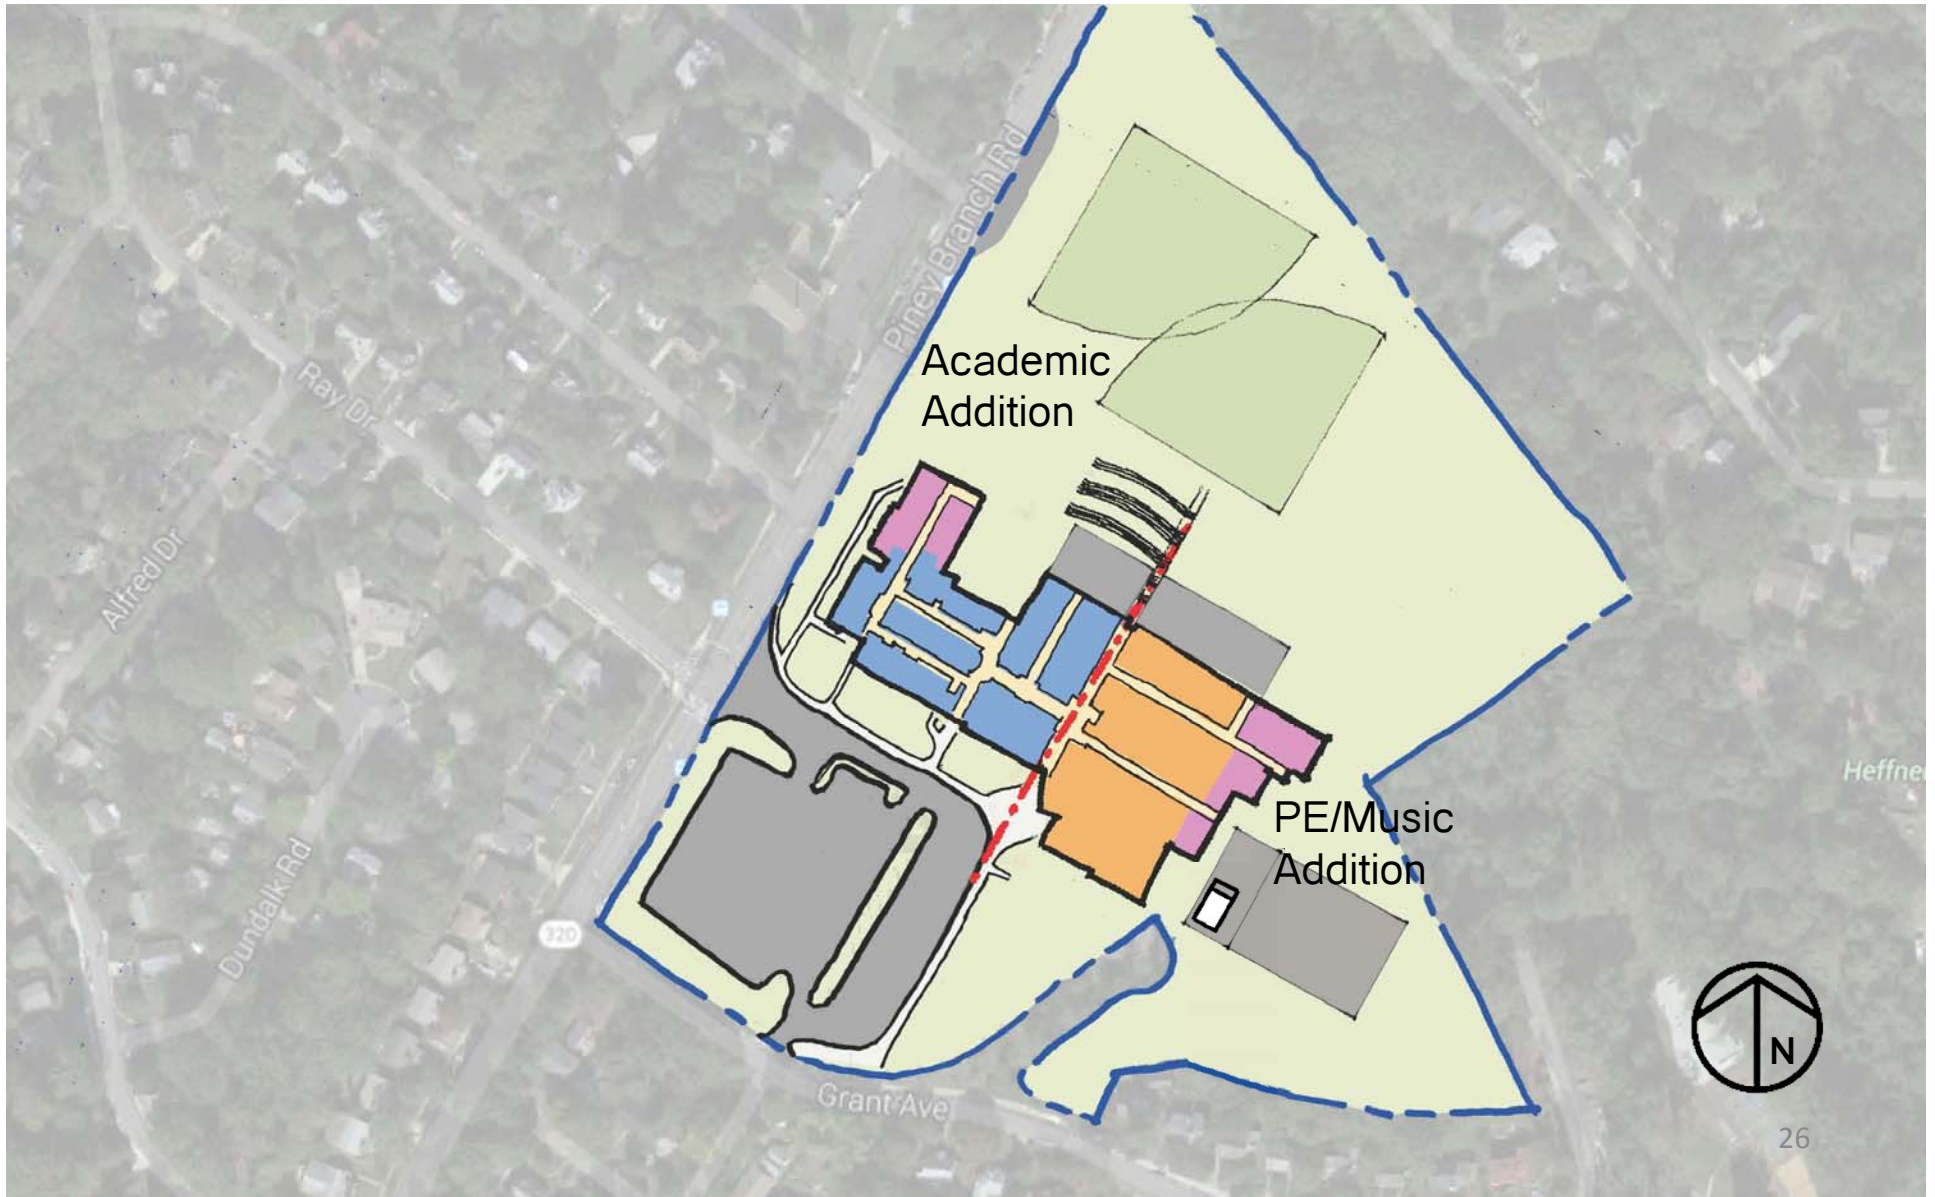 Piney Branch Rd
Academic
Addition
Ray Dr
Alfred Dr
Heffne
PE/Music
Addition
Dundalk Rd
320
N
Grant Ave
26